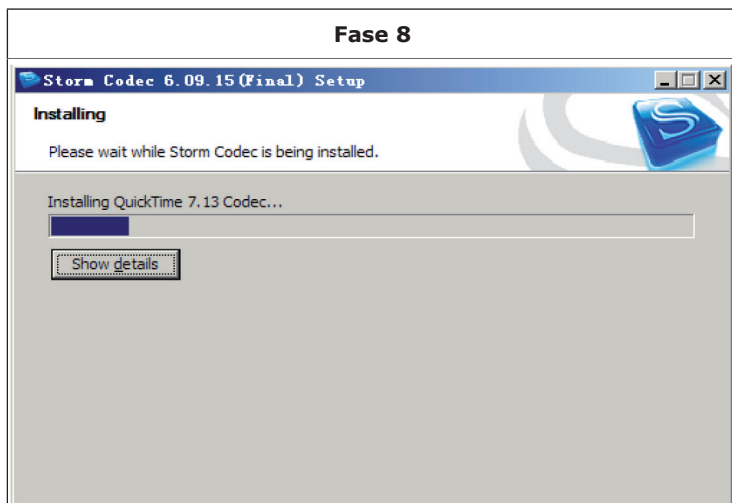 Fase 8
Storm Codec 6.09.15(Final) Setup
Installing
Please wait while Storm Codec is being installed.
Installing QuickTime 7.13 Codec...
Show details